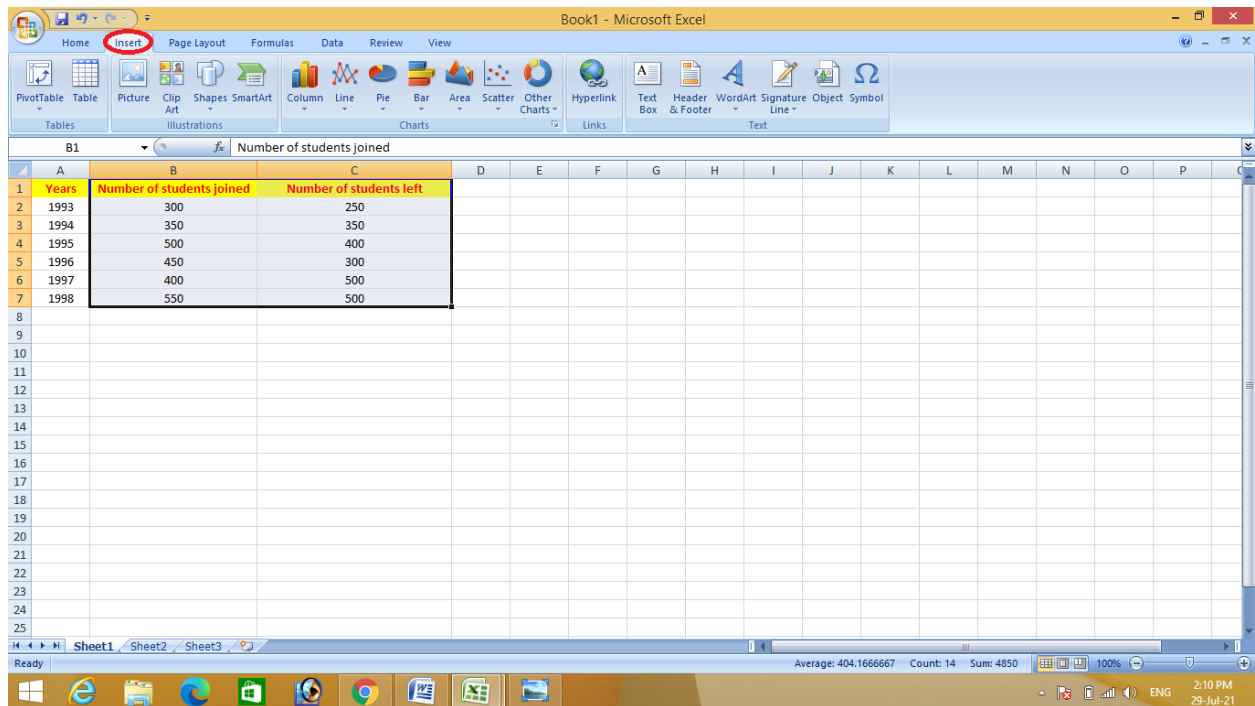 Book1 - Microsoft Excel
Home Insert Page Layout Formulas Data Review View
PivotTable Table Picture Clip Art Shapes SmartArt Column Line Pie Bar Area Scatter Other Charts Hyperlink Text Box Header & Footer WordArt Signature Line Object Symbol
Tables Illustrations Charts Links Text
B1 fx Number of students joined
A B C D E F G H I J K L M N O P
1 Years Number of students joined Number of students left
2 1993 300 250
3 1994 350 350
4 1995 500 400
5 1996 450 300
6 1997 400 500
7 1998 550 500
8
9
10
11
12
13
14
15
16
17
18
19
20
21
22
23
24
25
Sheet1 Sheet2 Sheet3
Ready Average: 404.1666667 Count: 14 Sum: 4850 100%
ENG 2:10 PM
29-Jul-21